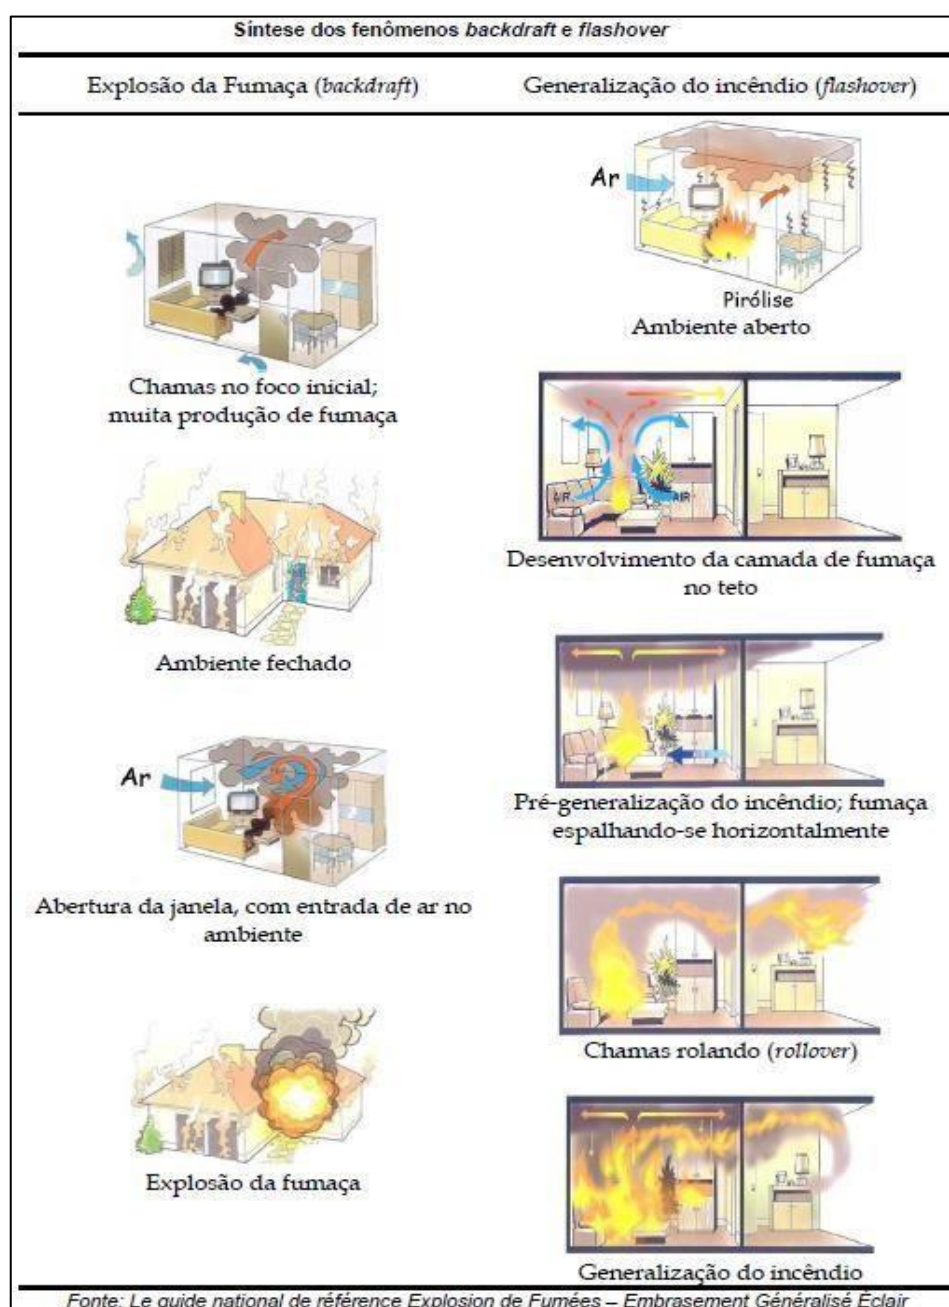 Síntese dos fenômenos backdraft e flashover
Explosão da Fumaça (backdraft)
Generalização do incêndio (flashover)
Chamas no foco inicial;
muita produção de fumaça
Ambiente fechado
Ar
Abertura da janela, com entrada de ar no
ambiente
Explosão da fumaça
Ar
Pirólise
Ambiente aberto
AIR
AIR
Desenvolvimento da camada de fumaça
no teto
Pré-generalização do incêndio; fumaça
espalhando-se horizontalmente
Chamas rolando (rollover)
Generalização do incêndio
Fonte: Le guide national de référence Explosion de Fumées – Embrasement Généralisé Éclair